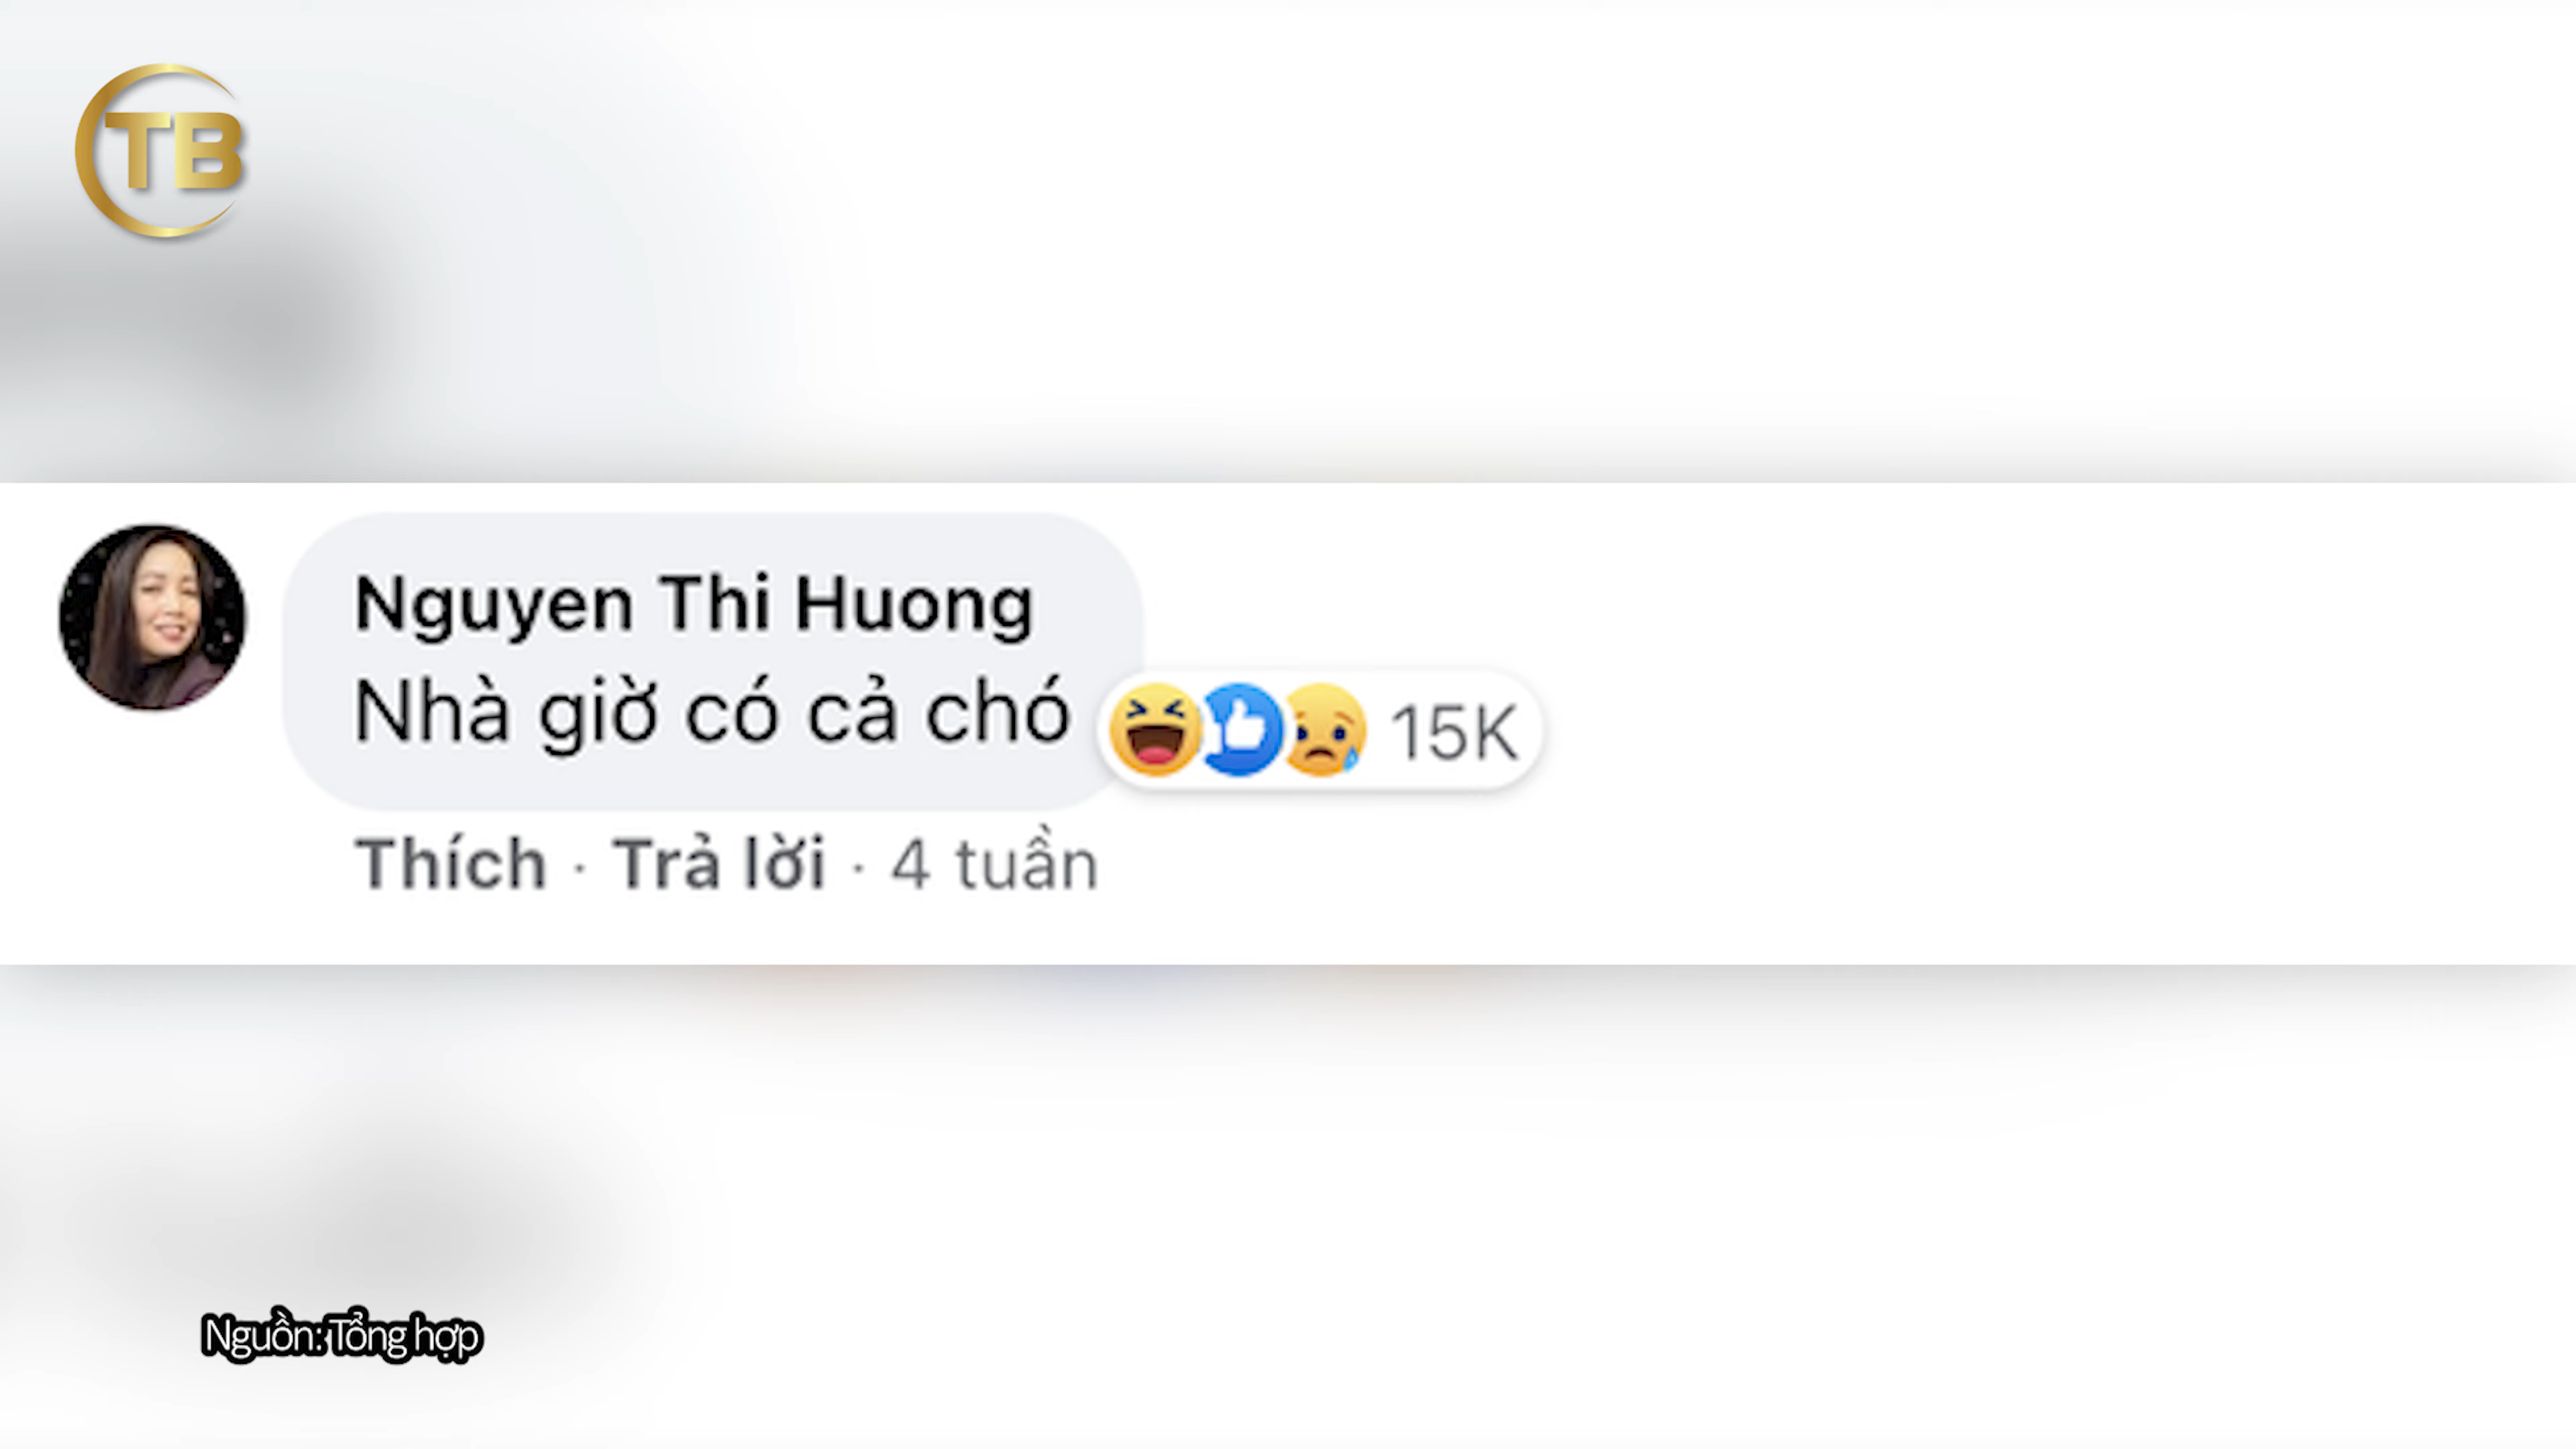 TB
Nguyen Thi Huong
Nhà giờ có cả chó
15K
Thích · Trả lời · 4 tuần
Nguồn: Tổng hợp